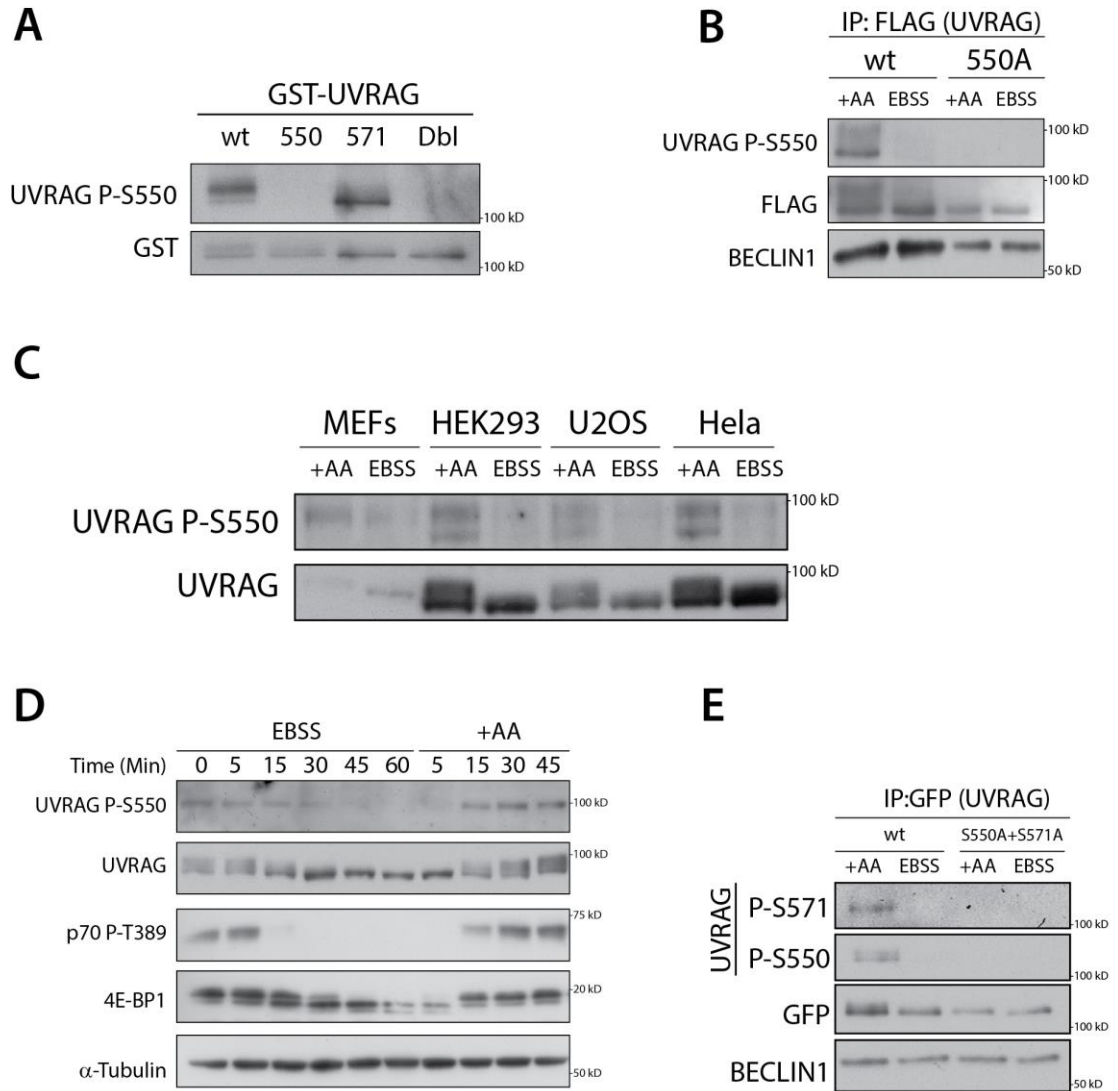 A
GST-UVRAG
wt 550 571 Dbl
UVRAG P-S550
-100 kD
GST
-100 kD
B
IP: FLAG (UVRAG)
wt 550A
+AA EBSS +AA EBSS
UVRAG P-S550
-100 kD
FLAG
-100 kD
BECLIN1
-50 kD
C
MEFs HEK293 U2OS Hela
+AA EBSS +AA EBSS +AA EBSS +AA EBSS
UVRAG P-S550
-100 kD
UVRAG
-100 kD
D
EBSS +AA
Time (Min) 0 5 15 30 45 60 5 15 30 45
UVRAG P-S550
-100 kD
UVRAG
-100 kD
p70 P-T389
-75 kD
4E-BP1
-20 kD
α-Tubulin
-50 kD
E
IP:GFP (UVRAG)
wt S550A+S571A
+AA EBSS +AA EBSS
UVRAG
P-S571
-100 kD
P-S550
-100 kD
GFP
-100 kD
BECLIN1
-50 kD